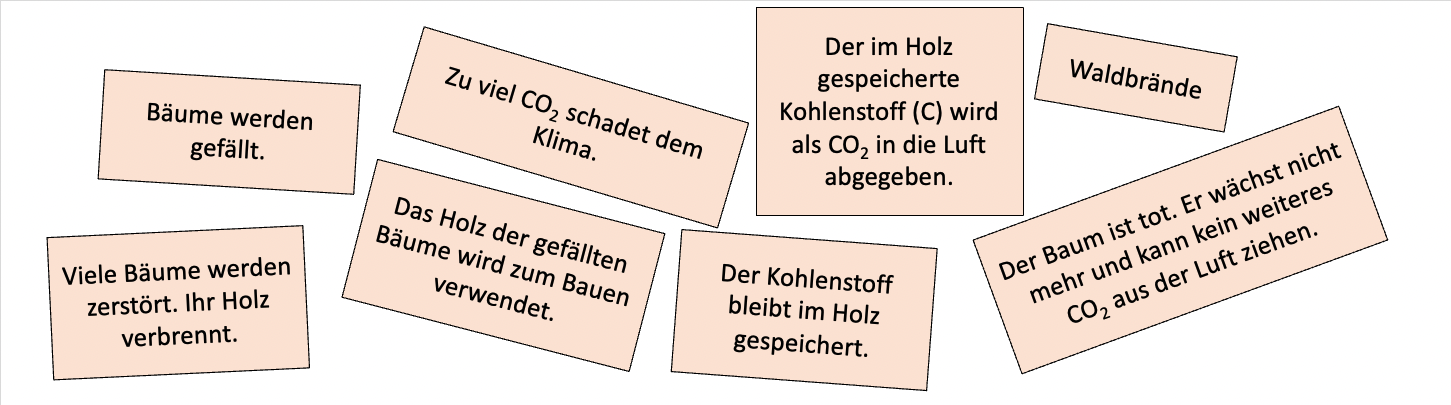 Bäume werden
gefällt.
Zu viel CO₂ schadet dem
Klima.
Der im Holz
gespeicherte
Kohlenstoff (C) wird
als CO₂ in die Luft
abgegeben.
Waldbrände
Viele Bäume werden
zerstört. Ihr Holz
verbrennt.
Das Holz der gefällten
Bäume wird zum Bauen
verwendet.
Der Kohlenstoff
bleibt im Holz
gespeichert.
Der Baum ist tot. Er wächst nicht
mehr und kann kein weiteres
CO₂ aus der Luft ziehen.